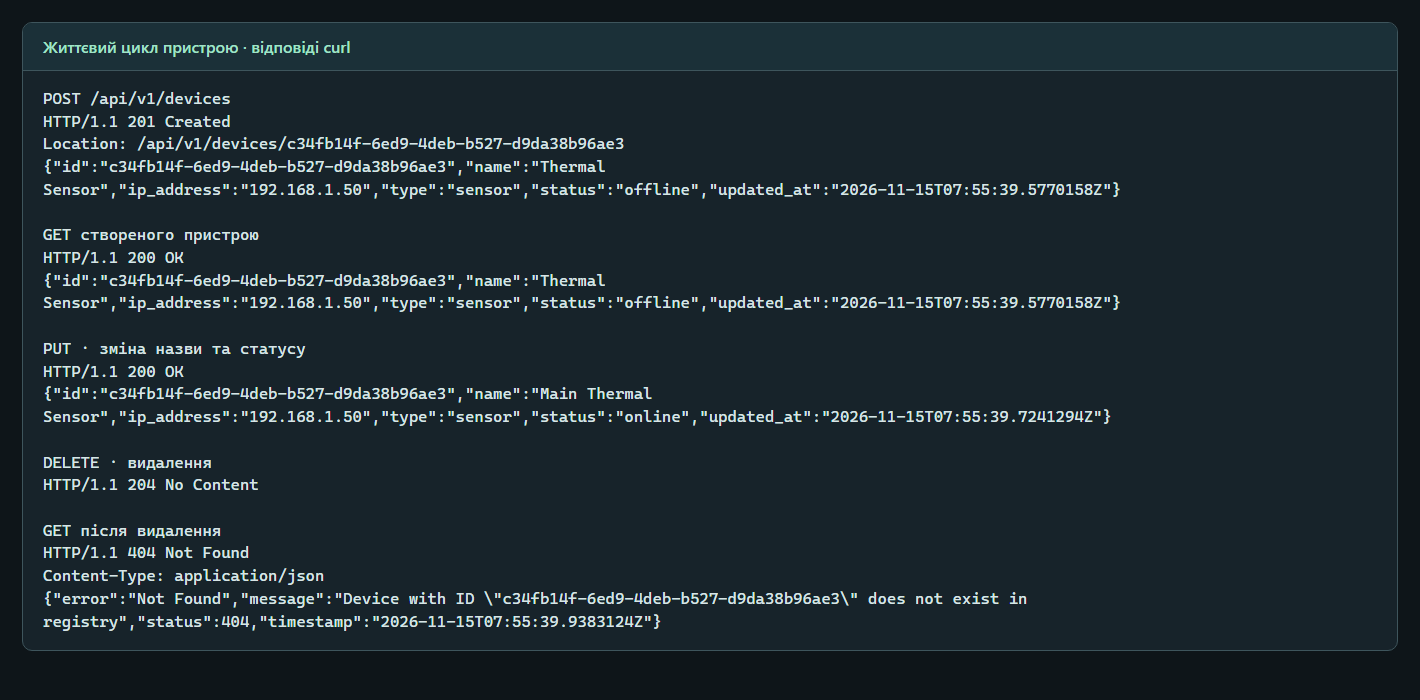 Життєвий цикл пристрою · відповіді curl
POST /api/v1/devices
HTTP/1.1 201 Created
Location: /api/v1/devices/c34fb14f-6ed9-4deb-b527-d9da38b96ae3
{"id":"c34fb14f-6ed9-4deb-b527-d9da38b96ae3","name":"Thermal
Sensor","ip_address":"192.168.1.50","type":"sensor","status":"offline","updated_at":"2026-11-15T07:55:39.5770158Z"}
GET створеного пристрою
HTTP/1.1 200 OK
{"id":"c34fb14f-6ed9-4deb-b527-d9da38b96ae3","name":"Thermal
Sensor","ip_address":"192.168.1.50","type":"sensor","status":"offline","updated_at":"2026-11-15T07:55:39.5770158Z"}
PUT · зміна назви та статусу
HTTP/1.1 200 OK
{"id":"c34fb14f-6ed9-4deb-b527-d9da38b96ae3","name":"Main Thermal
Sensor","ip_address":"192.168.1.50","type":"sensor","status":"online","updated_at":"2026-11-15T07:55:39.7241294Z"}
DELETE · видалення
HTTP/1.1 204 No Content
GET після видалення
HTTP/1.1 404 Not Found
Content-Type: application/json
{"error":"Not Found","message":"Device with ID \"c34fb14f-6ed9-4deb-b527-d9da38b96ae3\" does not exist in
registry","status":404,"timestamp":"2026-11-15T07:55:39.9383124Z"}